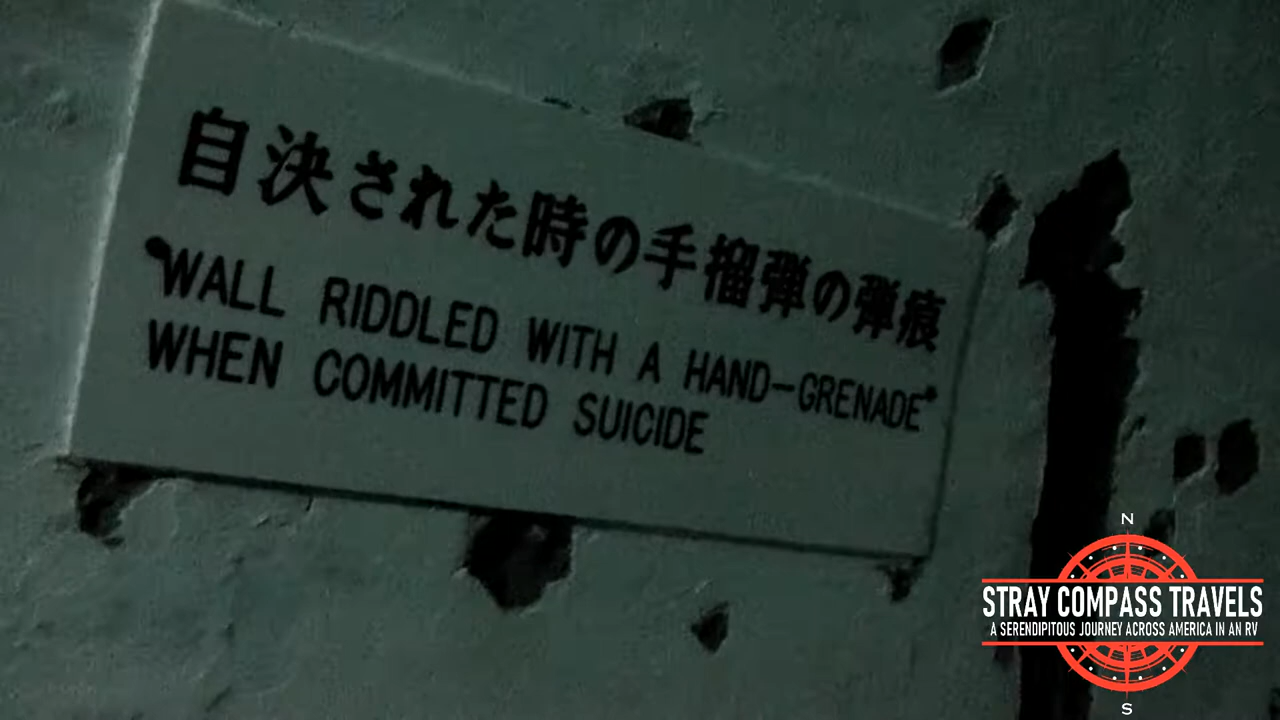 自決された時の手榴弾の弾痕
"WALL RIDDLED WITH A HAND-GRENADE"
WHEN COMMITTED SUICIDE
N
STRAY COMPASS TRAVELS
A SERENDIPITOUS JOURNEY ACROSS AMERICA IN AN RV
S